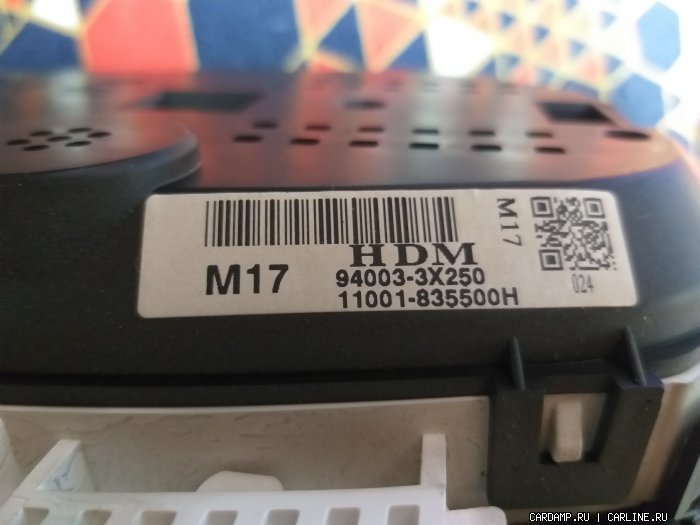 M17
HDM
M17
94003-3X250
11001-835500H
024
CARDAMP.RU | CARLINE.RU